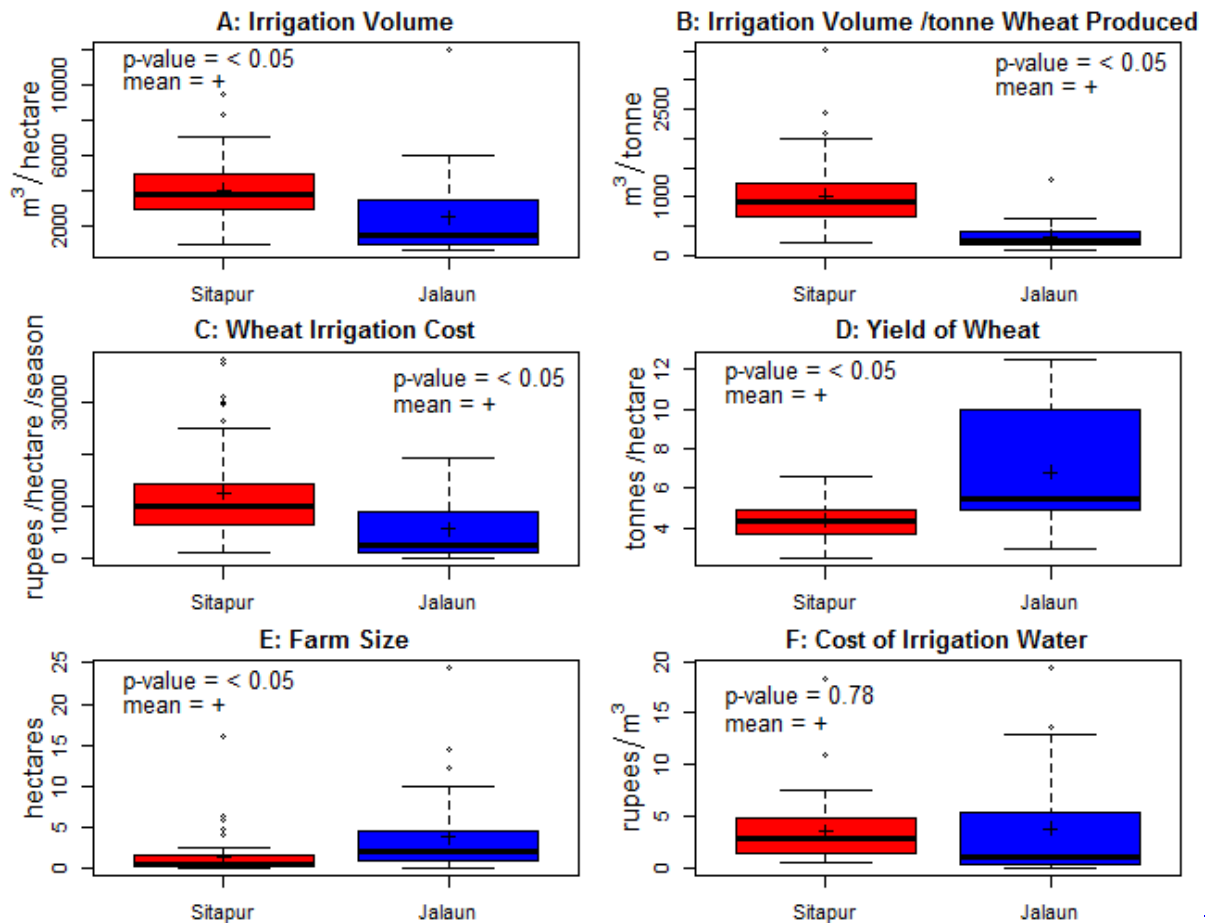 A: Irrigation Volume
p-value = < 0.05
mean = +
m³ / hectare
10000
6000
2000
Sitapur
Jalaun
B: Irrigation Volume /tonne Wheat Produced
p-value = < 0.05
mean = +
m³ / tonne
2500
1000
0
Sitapur
Jalaun
C: Wheat Irrigation Cost
p-value = < 0.05
mean = +
rupees /hectare /season
30000
10000
0
Sitapur
Jalaun
D: Yield of Wheat
p-value = < 0.05
mean = +
tonnes /hectare
12
10
8
6
4
Sitapur
Jalaun
E: Farm Size
p-value = < 0.05
mean = +
hectares
25
20
15
10
5
0
Sitapur
Jalaun
F: Cost of Irrigation Water
p-value = 0.78
mean = +
rupees/ m³
20
15
10
5
0
Sitapur
Jalaun